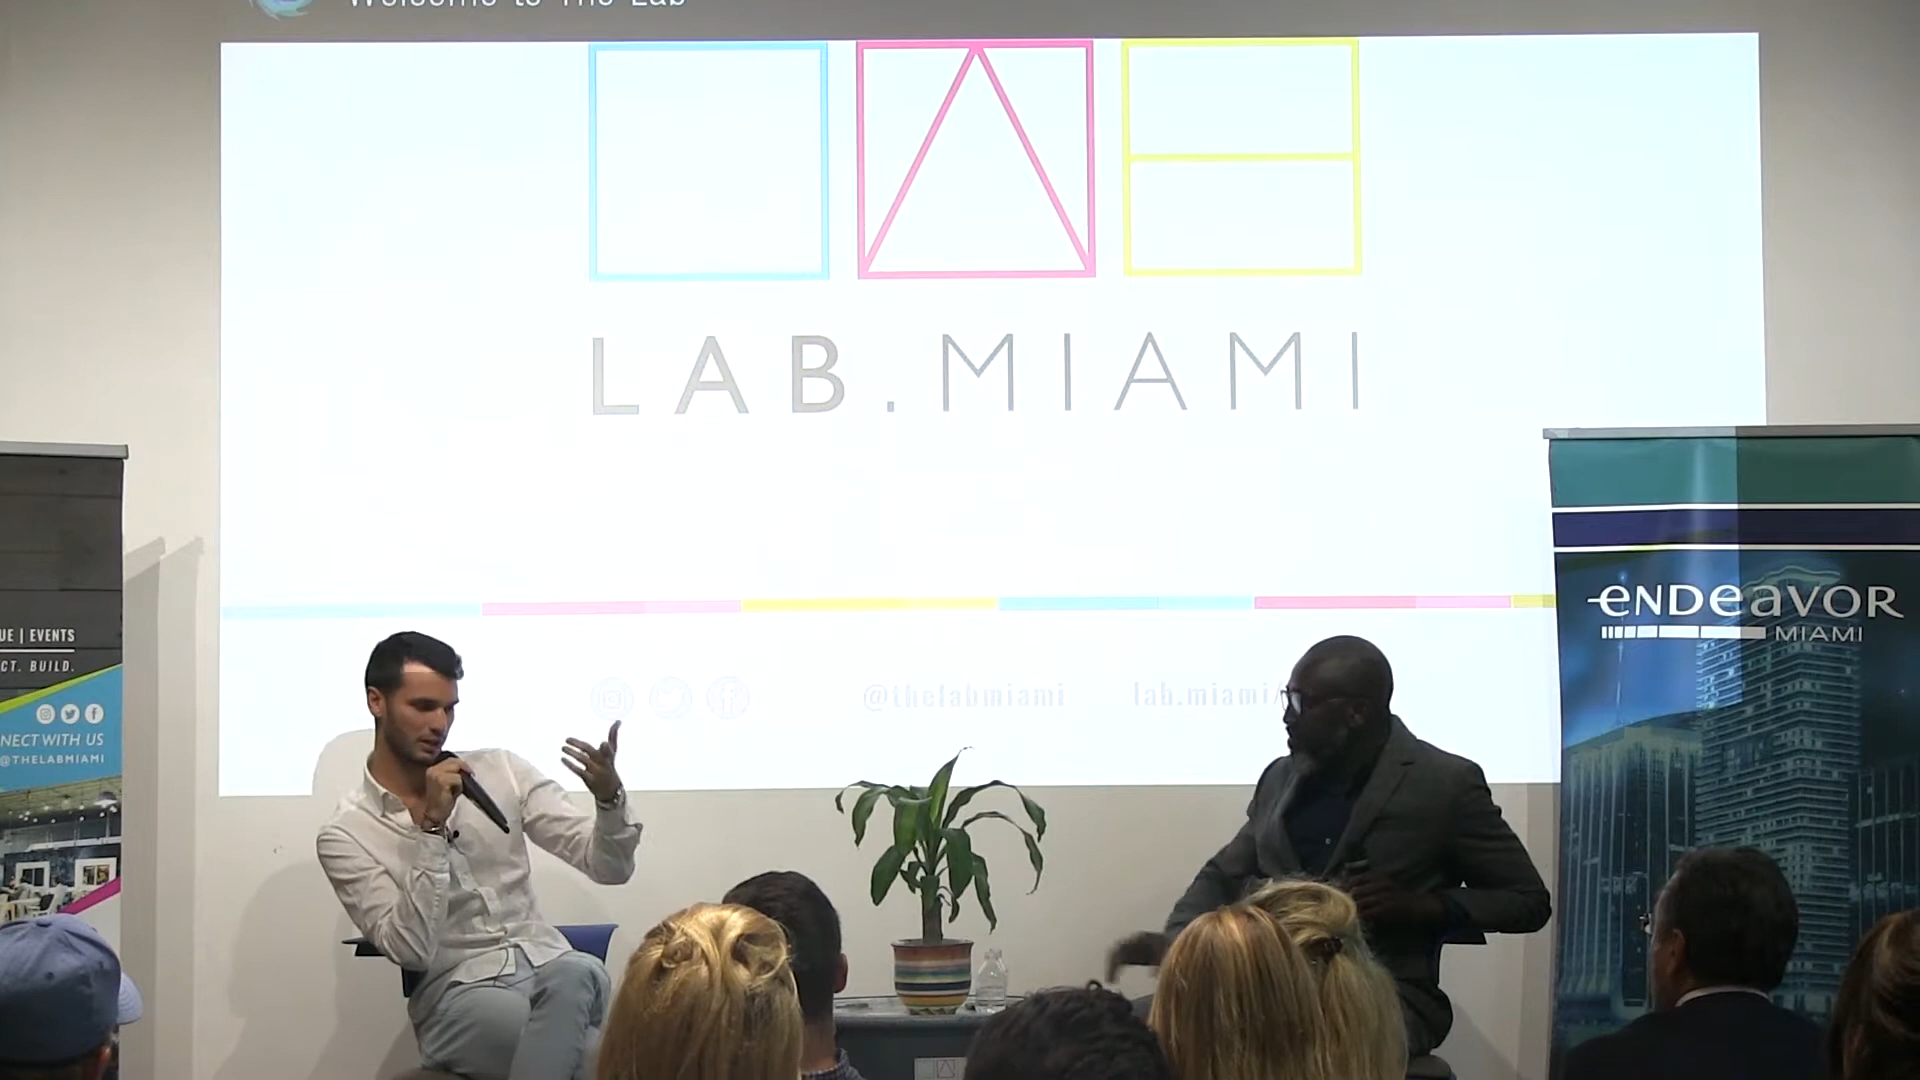 Welcome to The Lab
LAB.MIAMI
@thelabmiami
lab.miami/
UE | EVENTS
CT. BUILD.
NECT WITH US
@THELABMIAMI
eNDeavOR
MIAMI